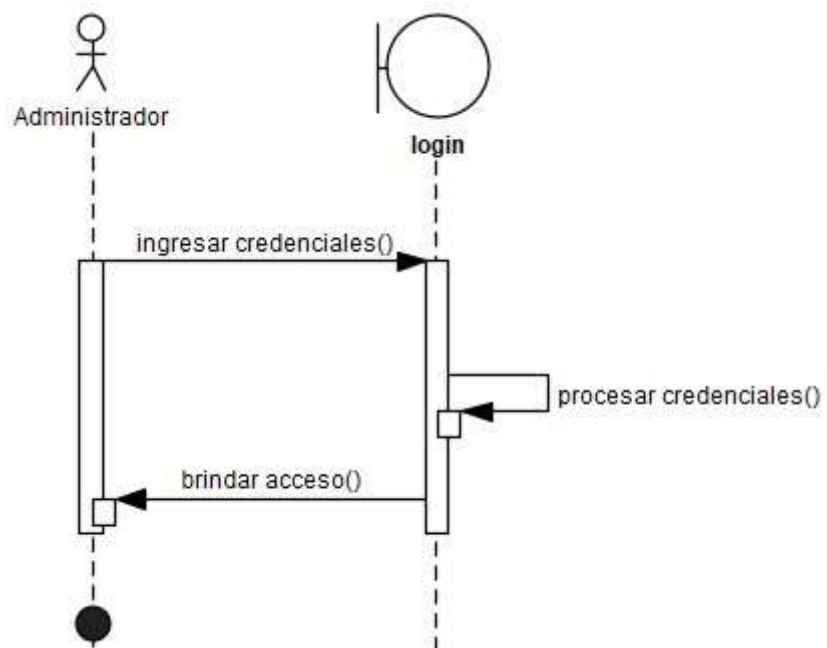 Administrador
login
ingresar credenciales()
procesar credenciales()
brindar acceso()